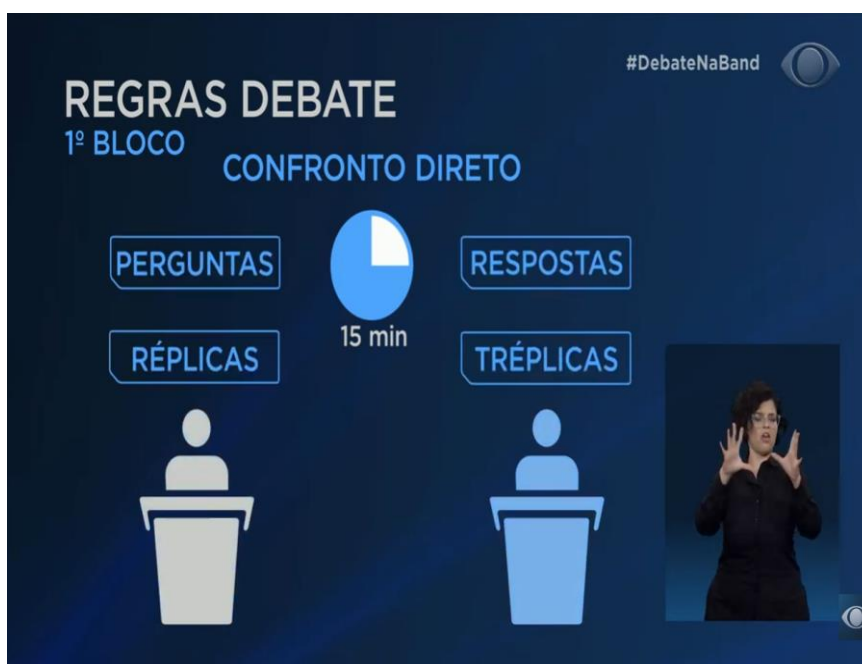 #DebateNaBand
REGRAS DEBATE
1º BLOCO
CONFRONTO DIRETO
PERGUNTAS
RESPOSTAS
15 min
RÉPLICAS
TRÉPLICAS